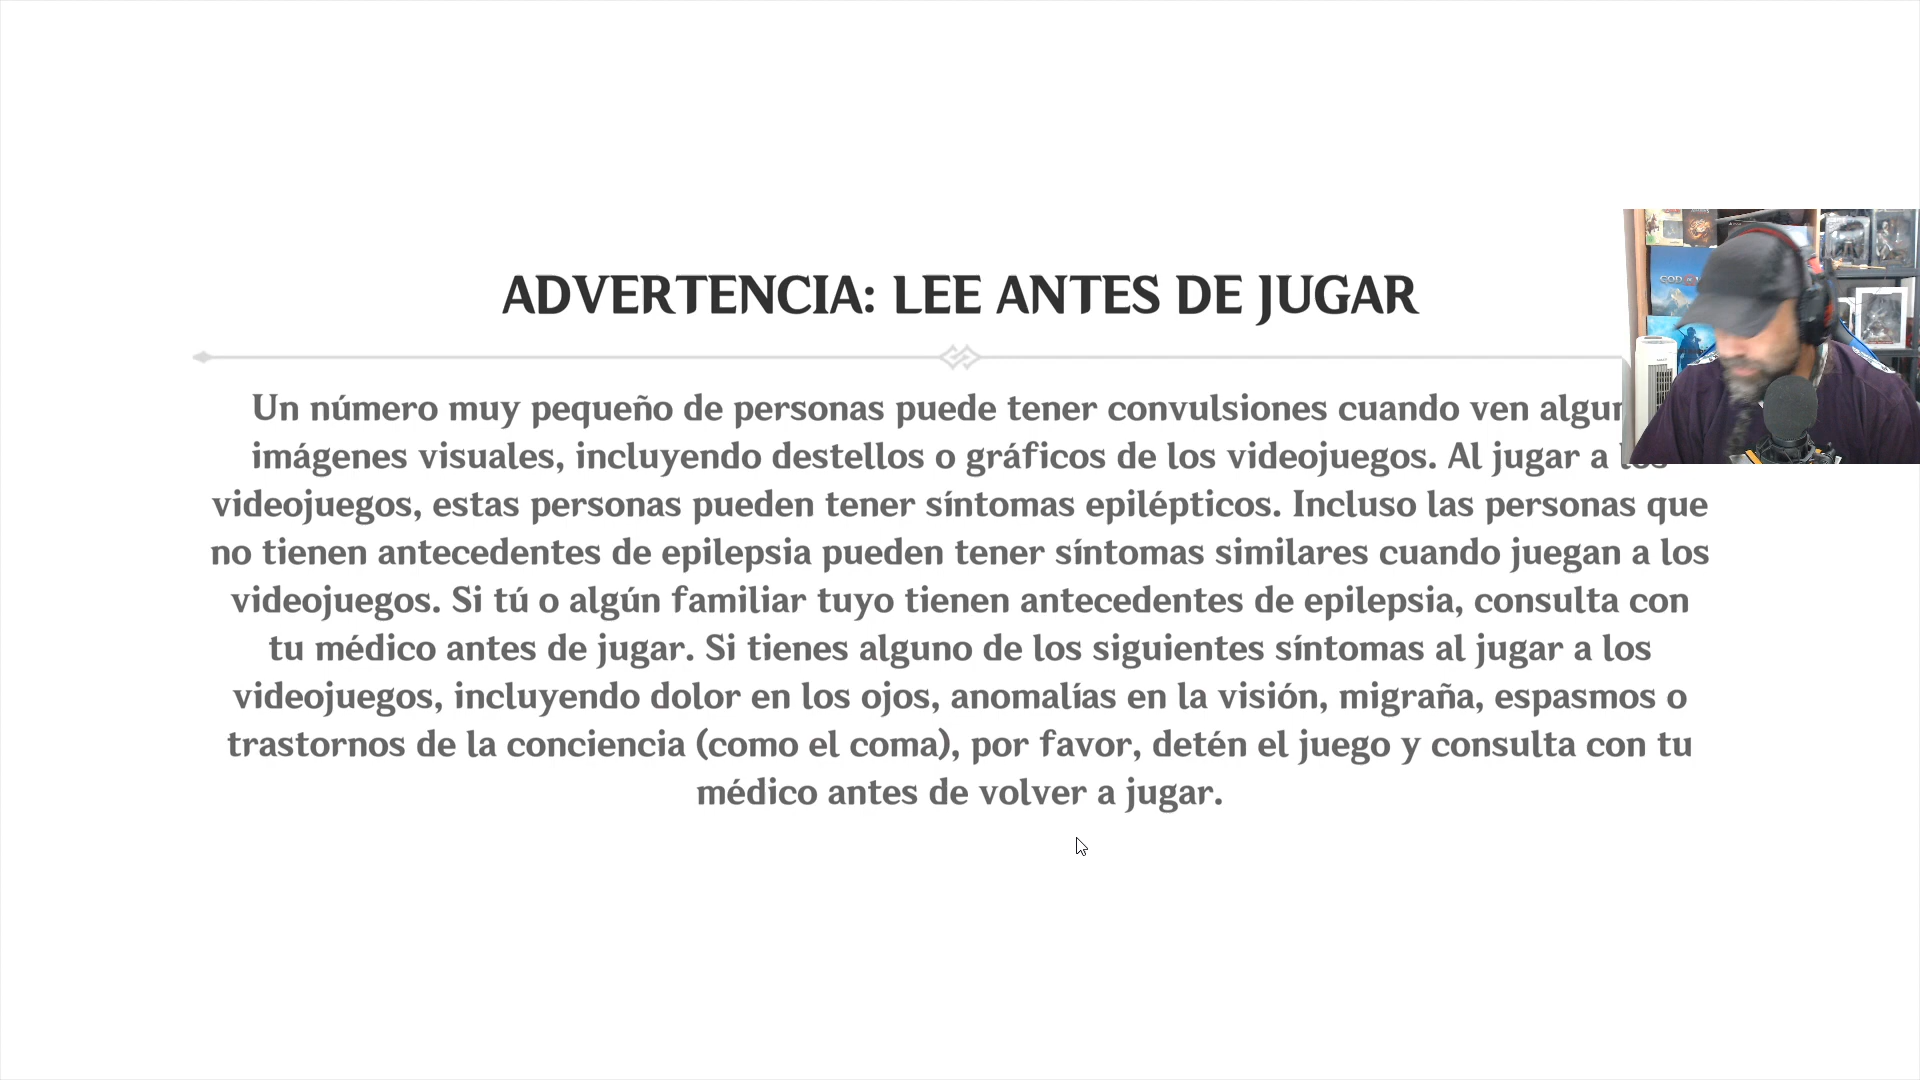 ADVERTENCIA: LEE ANTES DE JUGAR
Un número muy pequeño de personas puede tener convulsiones cuando ven
imágenes visuales, incluyendo destellos o gráficos de los videojuegos. Al jugar a los
videojuegos, estas personas pueden tener síntomas epilépticos. Incluso las personas que
no tienen antecedentes de epilepsia pueden tener síntomas similares cuando juegan a los
videojuegos. Si tú o algún familiar tuyo tienen antecedentes de epilepsia, consulta con
tu médico antes de jugar. Si tienes alguno de los siguientes síntomas al jugar a los
videojuegos, incluyendo dolor en los ojos, anomalías en la visión, migraña, espasmos o
trastornos de la conciencia (como el coma), por favor, detén el juego y consulta con tu
médico antes de volver a jugar.